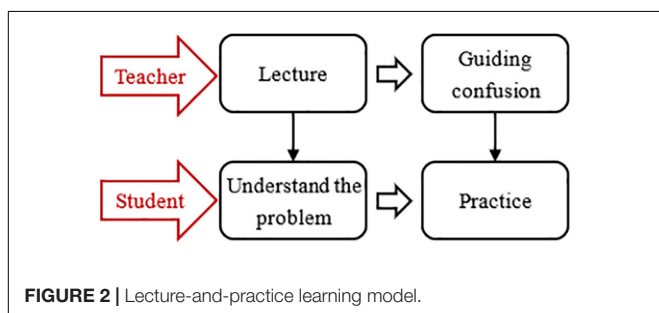 Teacher
Lecture
Guiding
confusion
Student
Understand the
problem
Practice
FIGURE 2 | Lecture-and-practice learning model.